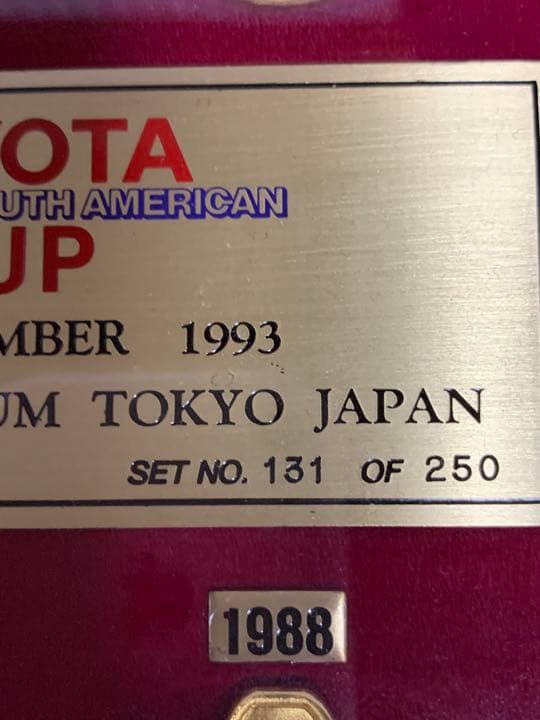 OTA
UTH AMERICAN
UP
MBER 1993
UM TOKYO JAPAN
SET NO. 131 OF 250
1988